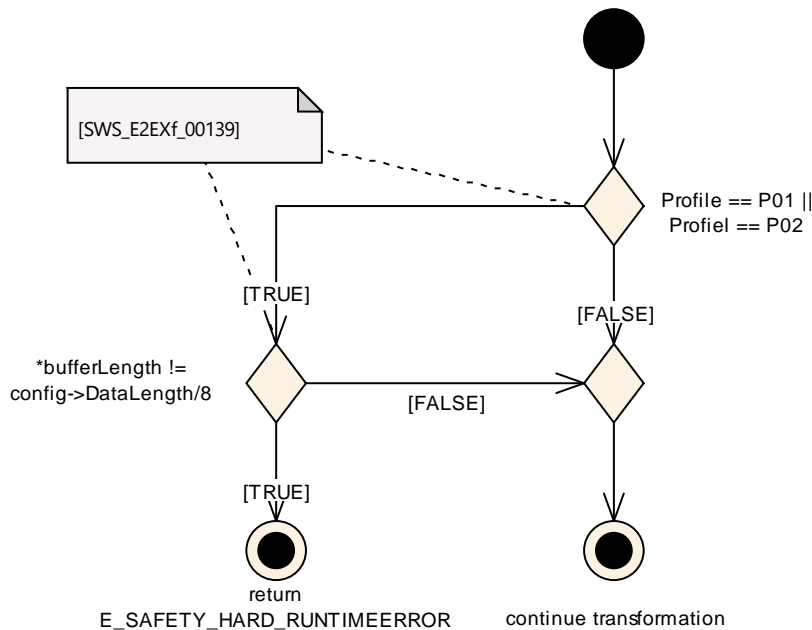 [SWS_E2EXf_00139]
Profile == P01 ||
Profiel == P02
[TRUE]
[FALSE]
*bufferLength !=
config->DataLength/8
[FALSE]
[TRUE]
return
E_SAFETY_HARD_RUNTIMEERROR
continue transformation